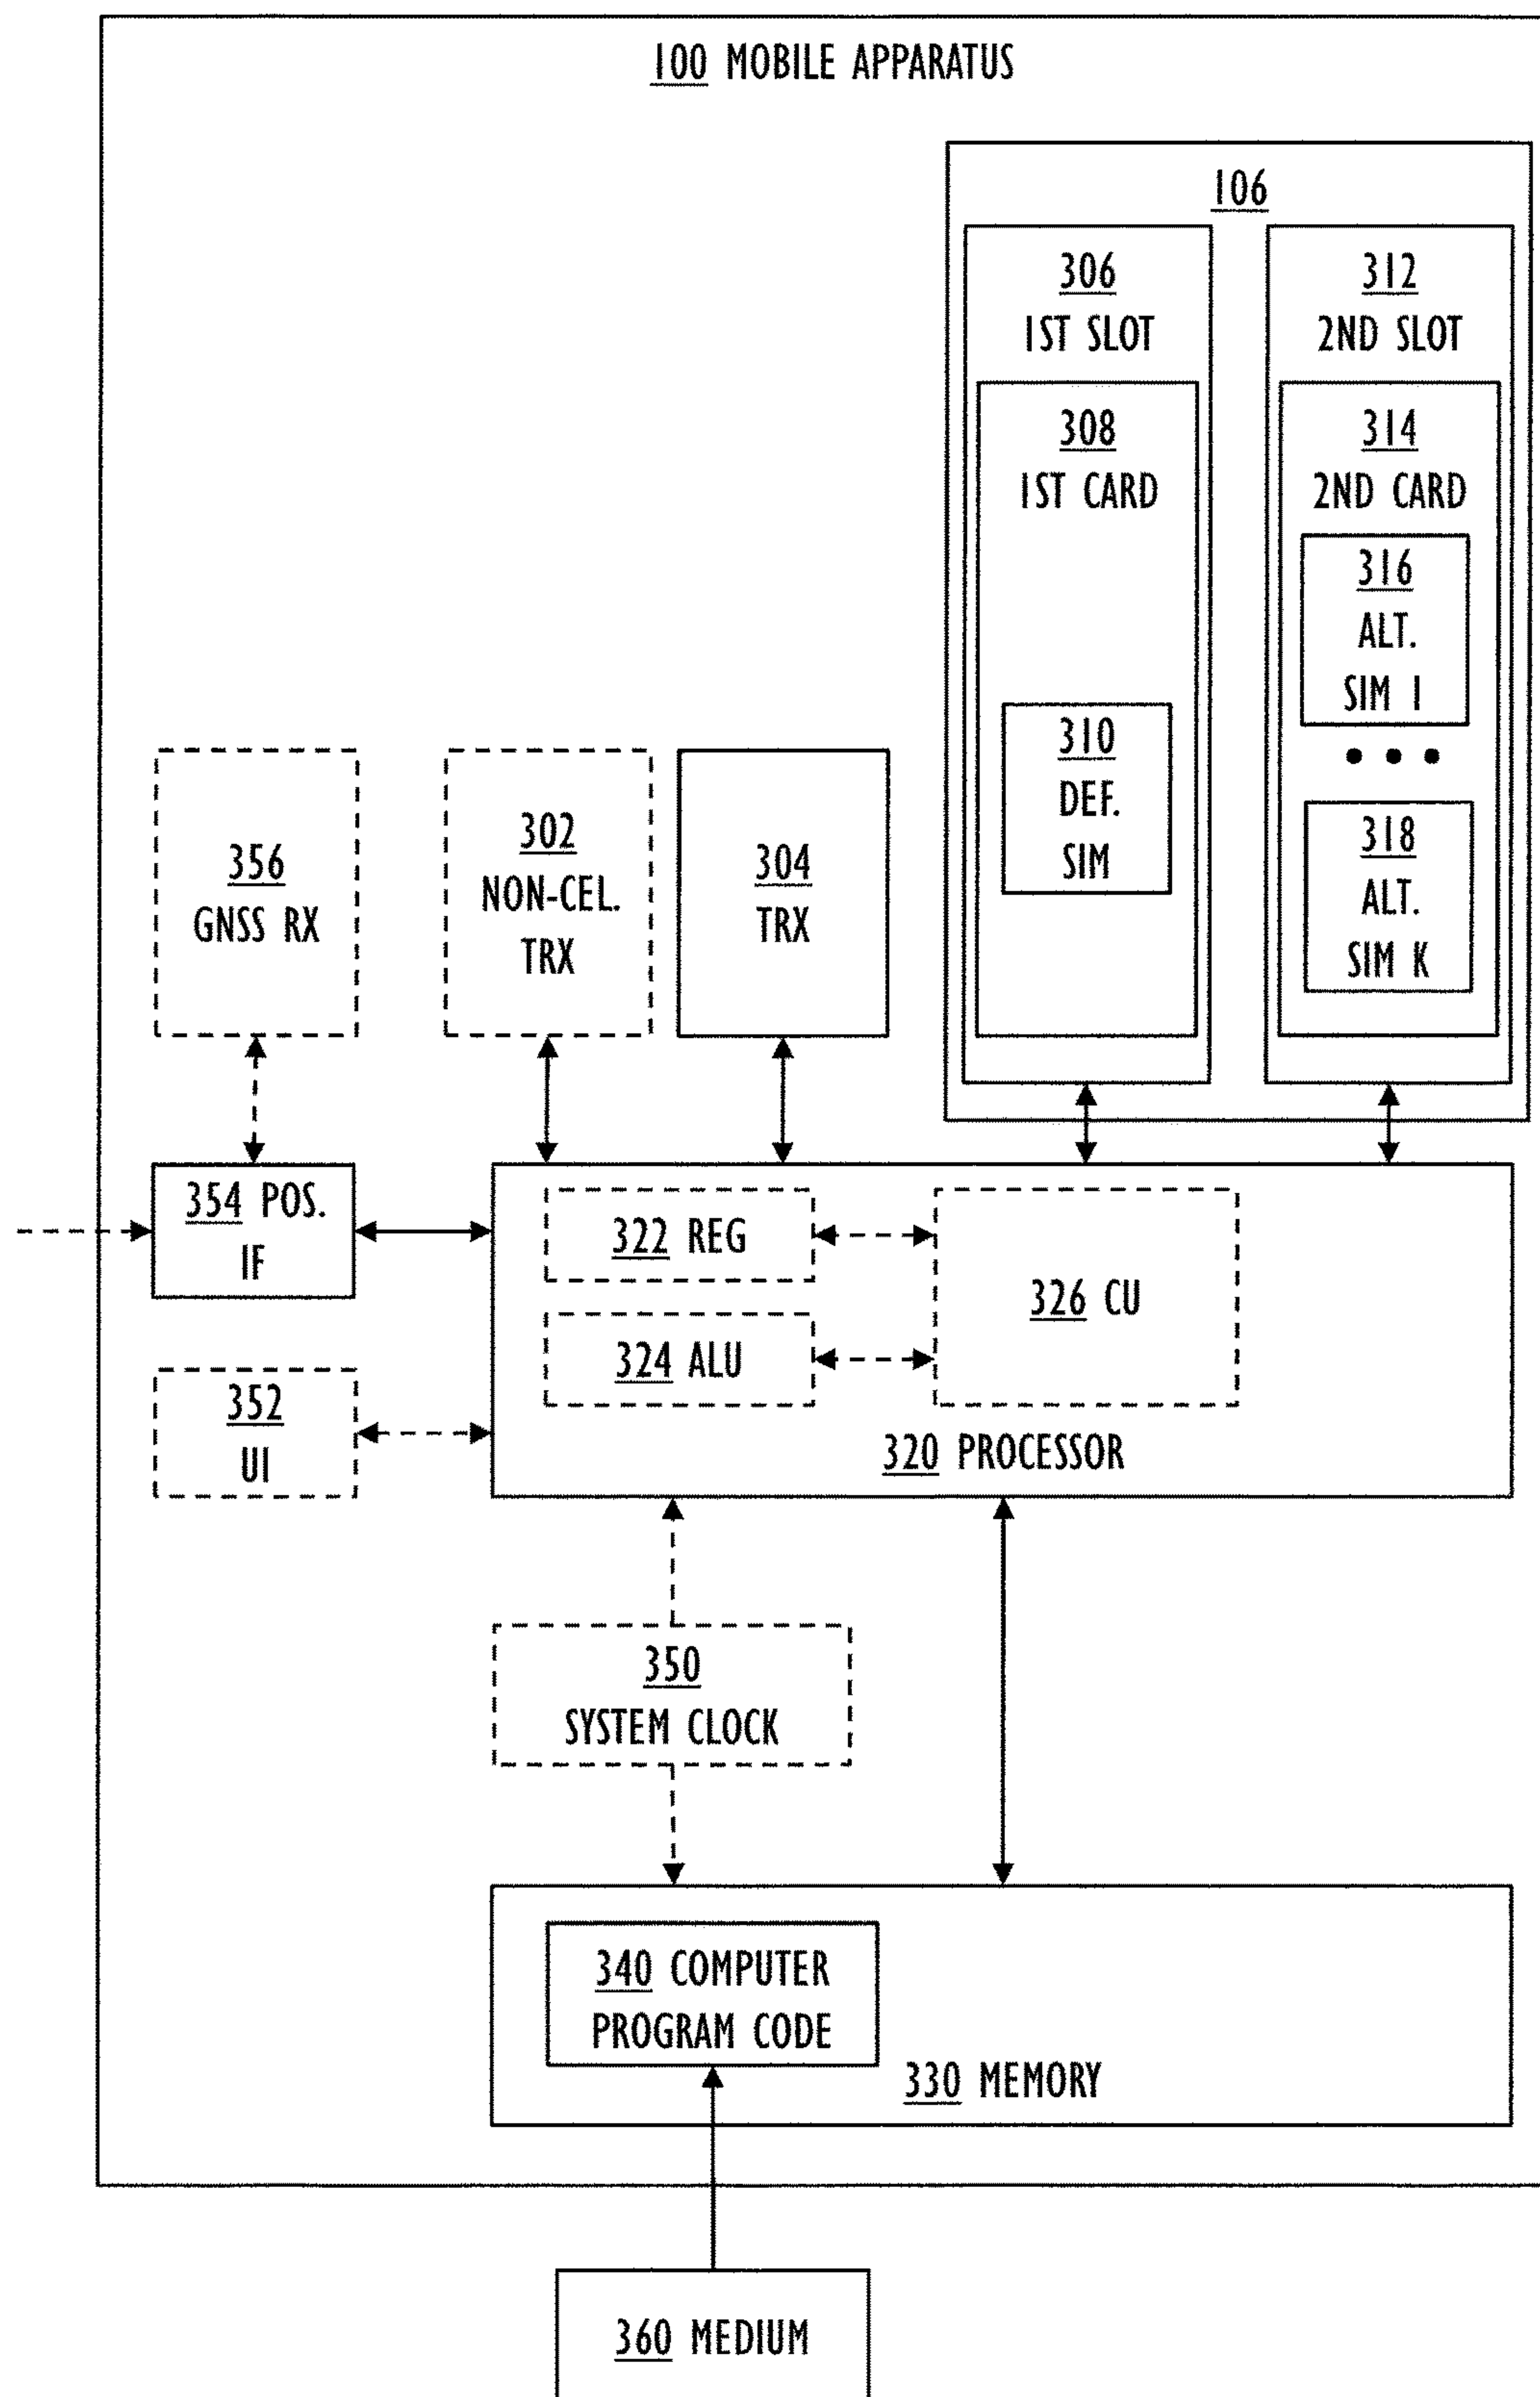 100 MOBILE APPARATUS
106
306
1ST SLOT
312
2ND SLOT
308
1ST CARD
314
2ND CARD
316
ALT.
SIM 1
310
DEF.
SIM
318
ALT.
SIM K
356
GNSS RX
302
NON-CEL.
TRX
304
TRX
354 POS.
IF
322 REG
324 ALU
326 CU
352
UI
320 PROCESSOR
350
SYSTEM CLOCK
340 COMPUTER
PROGRAM CODE
330 MEMORY
360 MEDIUM